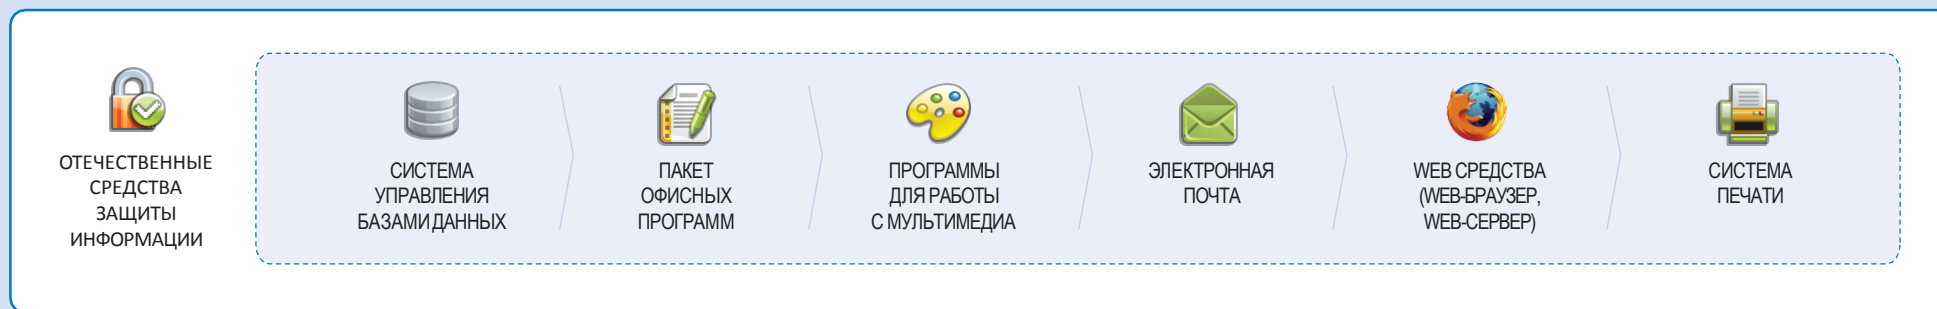 ОТЕЧЕСТВЕННЫЕ
СРЕДСТВА
ЗАЩИТЫ
ИНФОРМАЦИИ
СИСТЕМА
УПРАВЛЕНИЯ
БАЗАМИ ДАННЫХ
ПАКЕТ
ОФИСНЫХ
ПРОГРАММ
ПРОГРАММЫ
ДЛЯ РАБОТЫ
С МУЛЬТИМЕДИА
ЭЛЕКТРОННАЯ
ПОЧТА
WEB СРЕДСТВА
(WEB-БРАУЗЕР,
WEB-СЕРВЕР)
СИСТЕМА
ПЕЧАТИ